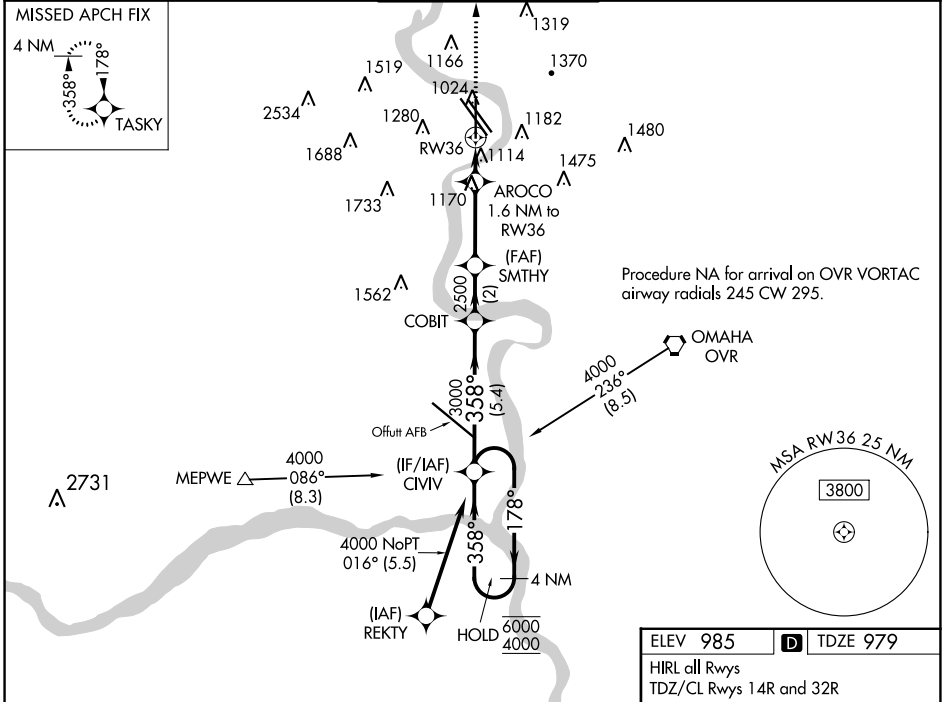 MISSED APCH FIX
4 NM
358°
178°
TASKY
1319
1166
1370
1519
1024
2534
1280
1182
1480
RW36
1688
1114
1475
1733
1170
AROCO
1.6 NM to
RW36
(FAF)
SMTHY
1562
2500
(2)
Procedure NA for arrival on OVR VORTAC
airway radials 245 CW 295.
COBIT
OMAHA
OVR
4000
236°
(8.5)
3000
358°
(5.4)
Offutt AFB
MSA RW36 25 NM
3800
2731
MEPWE
4000
086°
(8.3)
(IF/IAF)
CIVIV
178°
358°
4000 NoPT
016° (5.5)
4 NM
(IAF)
REKTY
HOLD
6000
4000
ELEV 985 D TDZE 979
HIRL all Rwys
TDZ/CL Rwys 14R and 32R